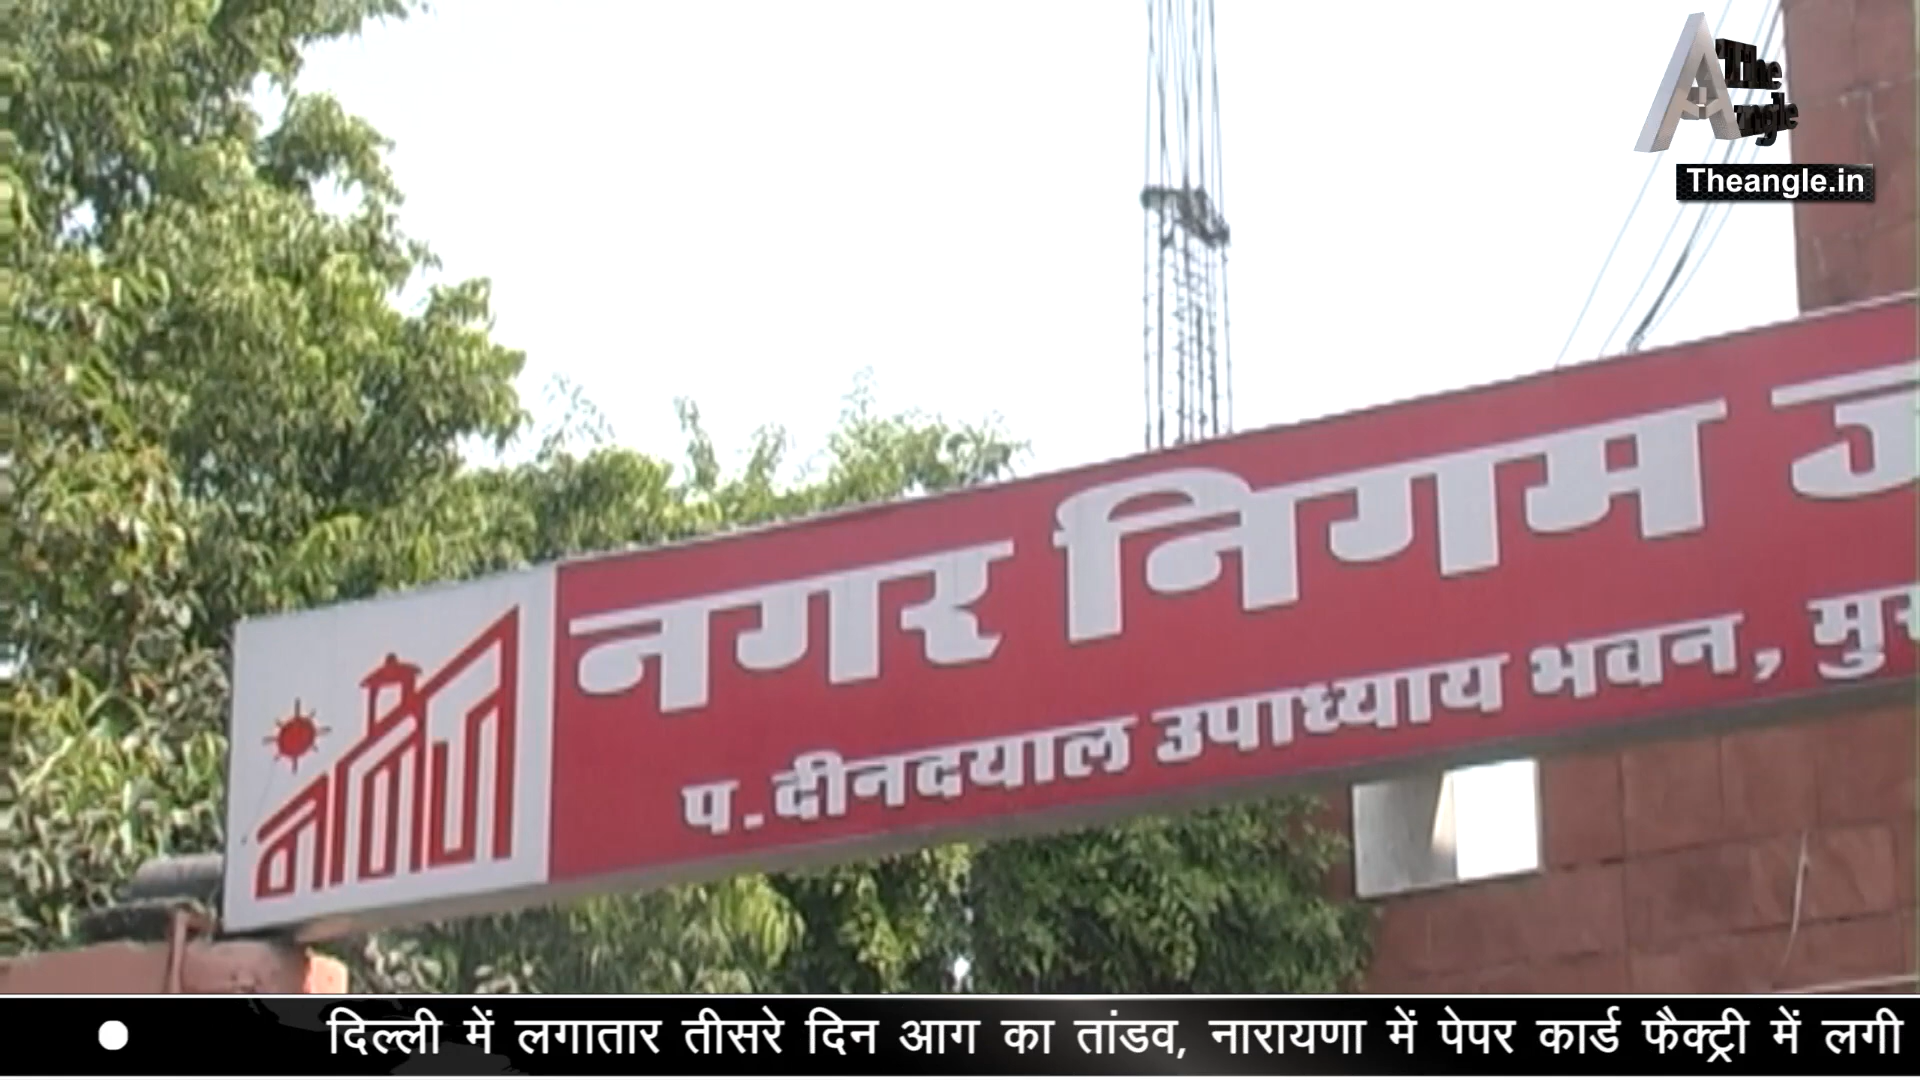 The
Angle
Theangle.in
नगर निगम
प.दीनदयाल उपाध्याय भवन,
दिल्ली में लगातार तीसरे दिन आग का तांडव, नारायणा में पेपर कार्ड फैक्ट्री में लगी